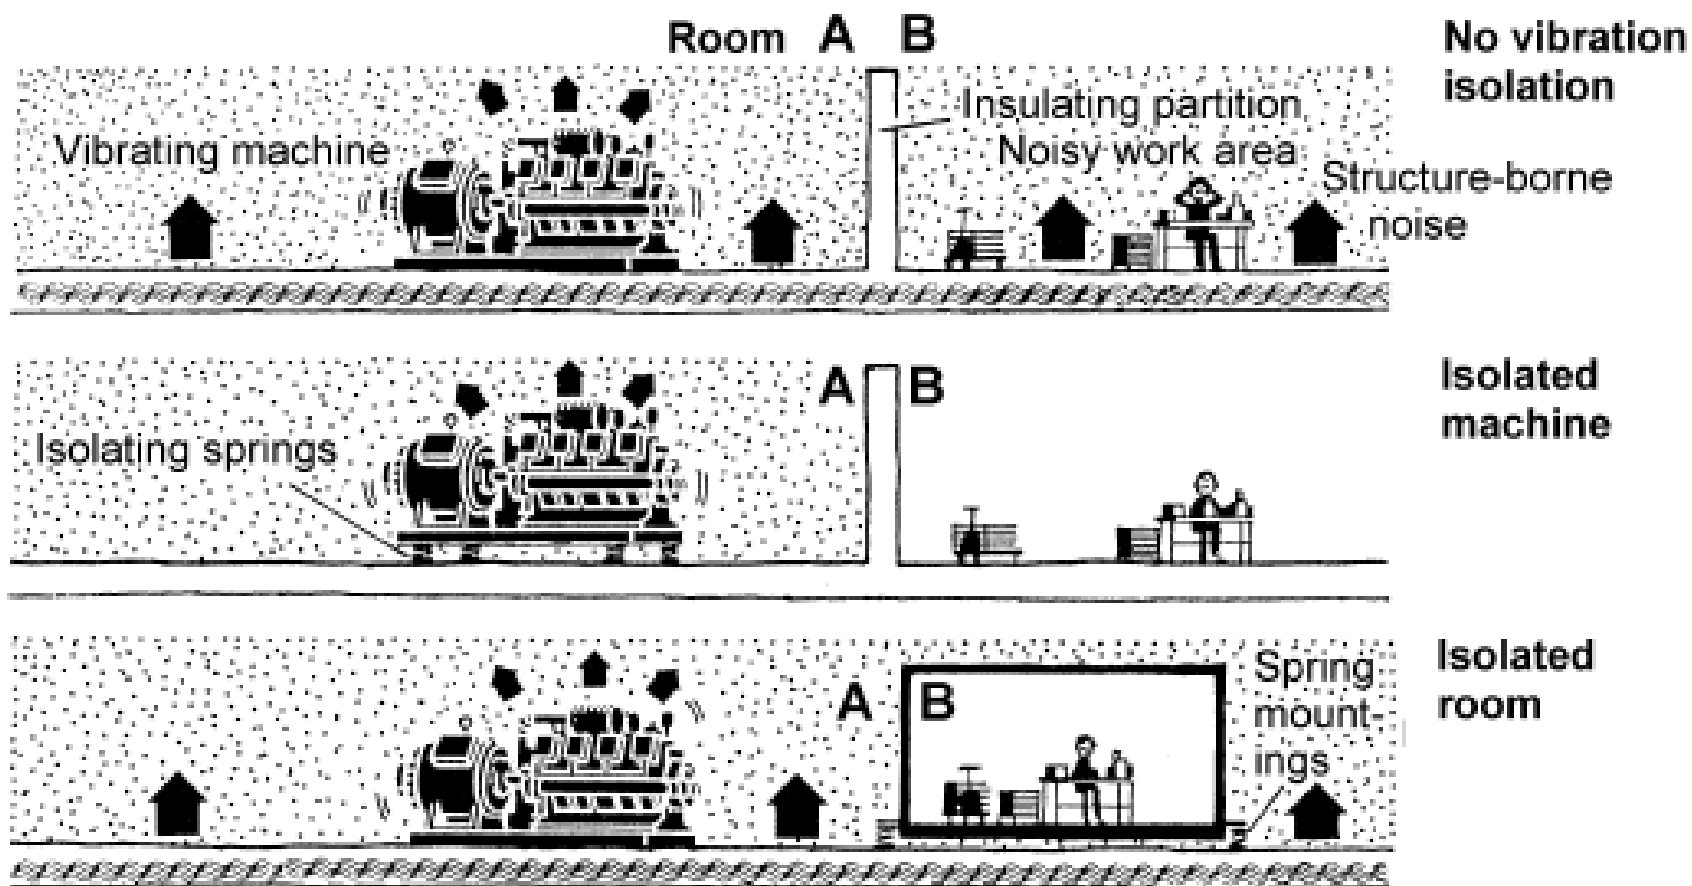 Room A B
No vibration
isolation
Vibrating machine
Insulating partition
Noisy work area
Structure-borne
noise
A B
Isolated
machine
Isolating springs
A B
Isolated
room
Spring
mount-
ings